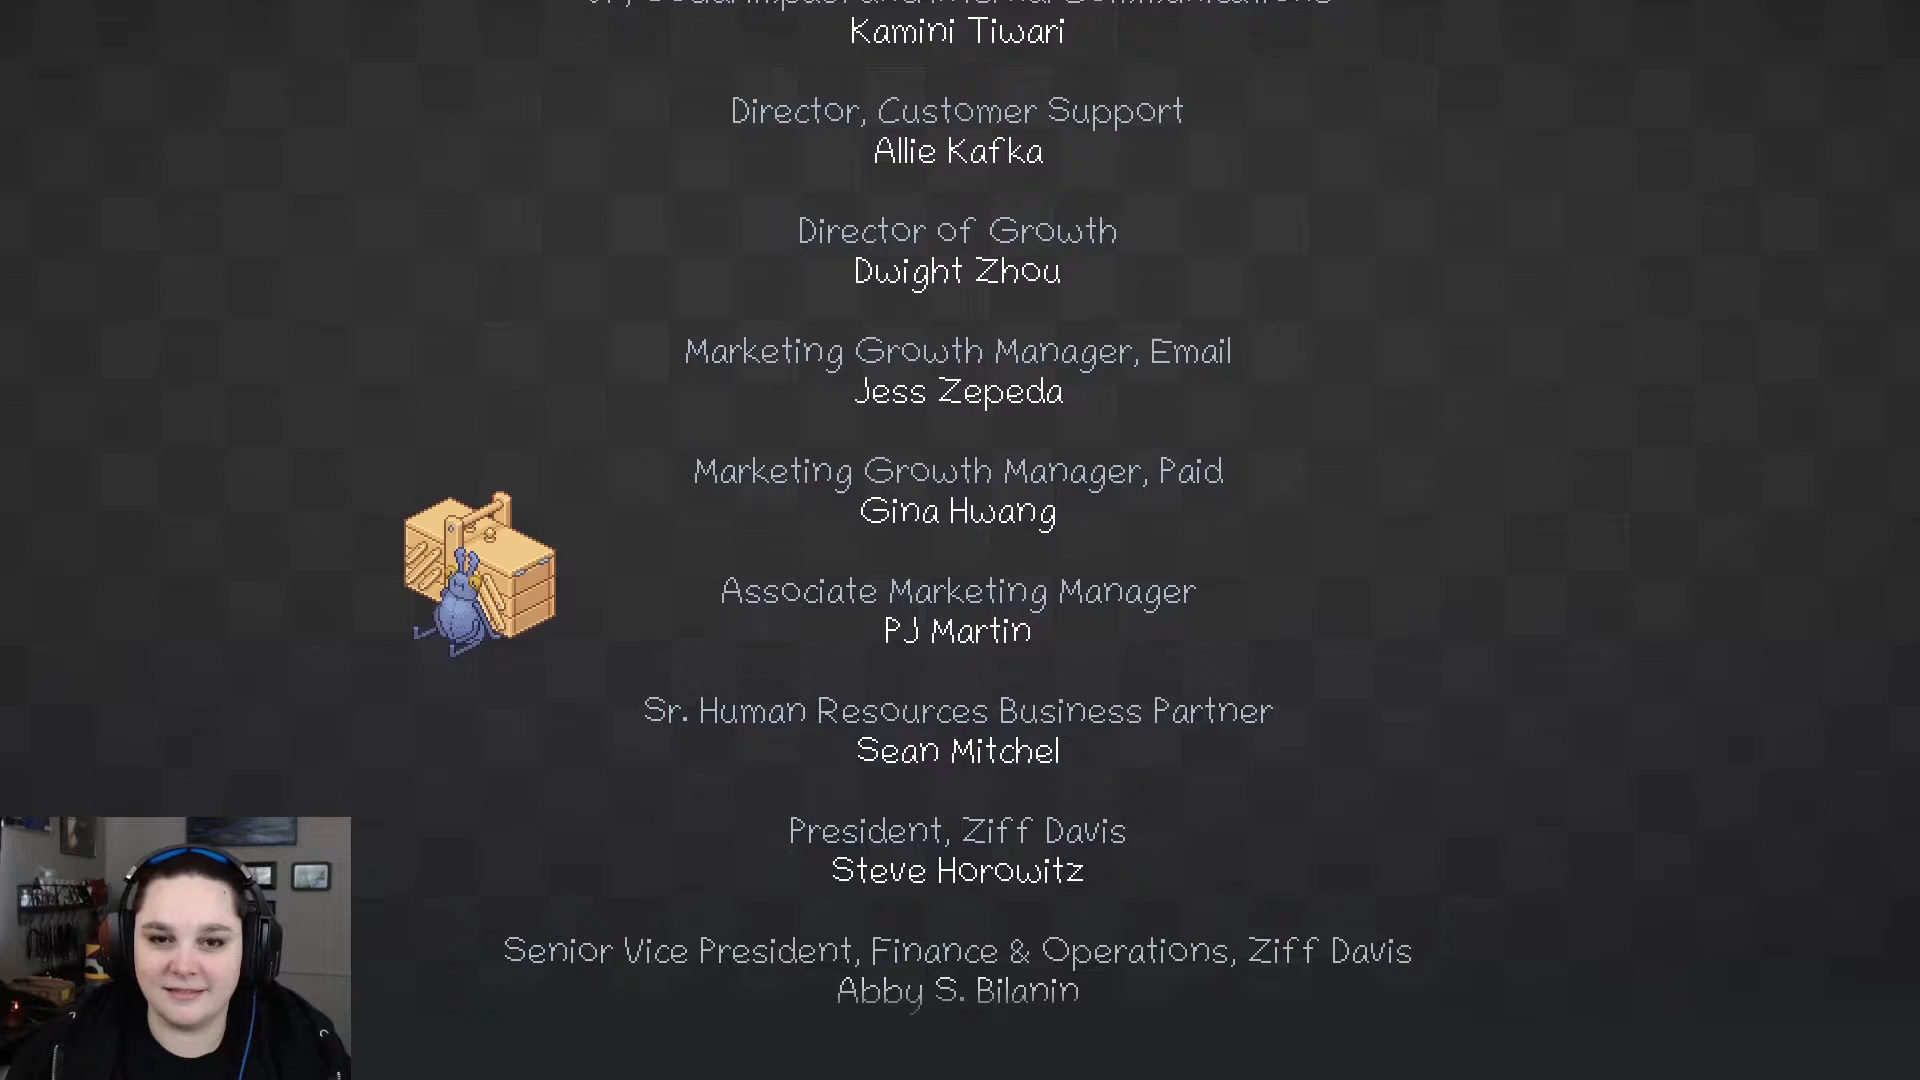 Kamini Tiwari
Director, Customer Support
Allie Kafka
Director of Growth
Dwight Zhou
Marketing Growth Manager, Email
Jess Zepeda
Marketing Growth Manager, Paid
Gina Hwang
Associate Marketing Manager
PJ Martin
Sr. Human Resources Business Partner
Sean Mitchel
President, Ziff Davis
Steve Horowitz
Senior Vice President, Finance & Operations, Ziff Davis
Abby S. Bilanin